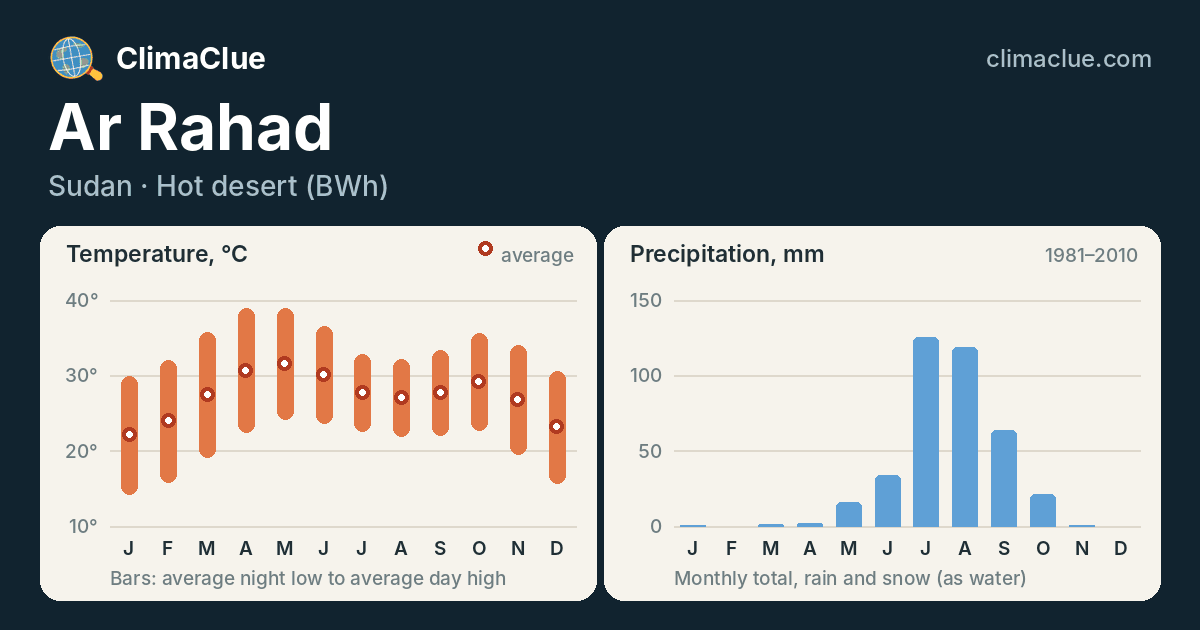 ClimaClue
climaclue.com
Ar Rahad
Sudan · Hot desert (BWh)
Temperature, °C
average
40°
30°
20°
10°
J F M A M J J A S O N D
Bars: average night low to average day high
Precipitation, mm
1981–2010
150
100
50
0
J F M A M J J A S O N D
Monthly total, rain and snow (as water)